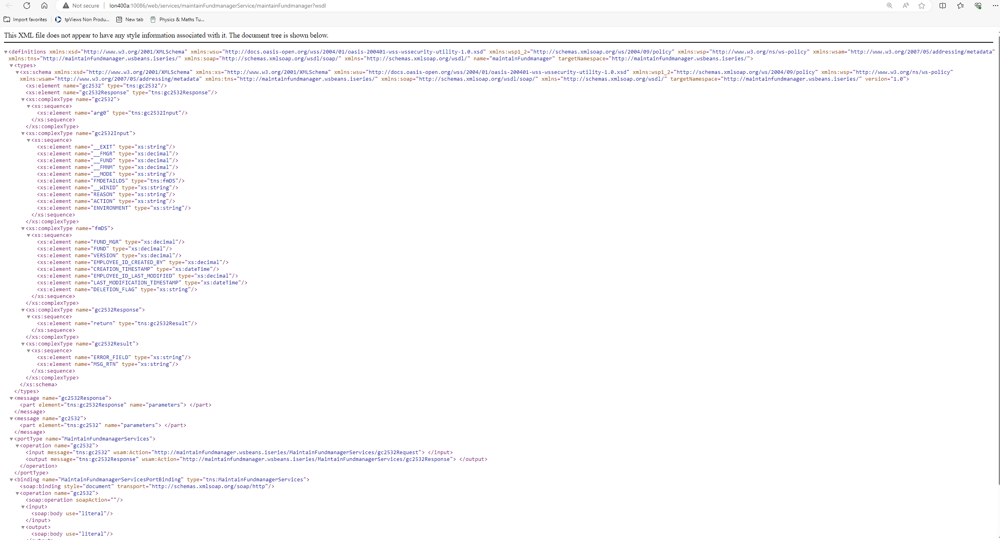 Not secure lon400a:10086/web/services/maintainFundmanagerService/maintainFundmanager?wsdl
Import favorites tpViews Non Produ... New tab Physics & Maths Tu...
This XML file does not appear to have any style information associated with it. The document tree is shown below.
<definitions xmlns:xsd="http://www.w3.org/2001/XMLSchema" xmlns:wsu="http://docs.oasis-open.org/wss/2004/01/oasis-200401-wss-wssecurity-utility-1.0.xsd" xmlns:wsp1_2="http://schemas.xmlsoap.org/ws/2004/09/policy" xmlns:wsp="http://www.w3.org/ns/ws-policy" xmlns:wsam="http://www.w3.org/2007/05/addressing/metadata"
xmlns:tns="http://maintainfundmanager.wsbeans.iseries/" xmlns:soap="http://schemas.xmlsoap.org/wsdl/soap/" xmlns="http://schemas.xmlsoap.org/wsdl/" name="maintainFundmanager" targetNamespace="http://maintainfundmanager.wsbeans.iseries/">
<types>
<xs:schema xmlns:xsd="http://www.w3.org/2001/XMLSchema" xmlns:xs="http://www.w3.org/2001/XMLSchema" xmlns:wsu="http://docs.oasis-open.org/wss/2004/01/oasis-200401-wss-wssecurity-utility-1.0.xsd" xmlns:wsp1_2="http://schemas.xmlsoap.org/ws/2004/09/policy" xmlns:wsp="http://www.w3.org/ns/ws-policy"
xmlns:wsam="http://www.w3.org/2007/05/addressing/metadata" xmlns:tns="http://maintainfundmanager.wsbeans.iseries/" xmlns:soap="http://schemas.xmlsoap.org/wsdl/soap/" xmlns="http://schemas.xmlsoap.org/wsdl/" targetNamespace="http://maintainfundmanager.wsbeans.iseries/" version="1.0">
<xs:element name="gc2532" type="tns:gc2532"/>
<xs:element name="gc2532Response" type="tns:gc2532Response"/>
<xs:complexType name="gc2532">
<xs:sequence>
<xs:element name="arg0" type="tns:gc2532Input"/>
</xs:sequence>
</xs:complexType>
<xs:complexType name="gc2532Input">
<xs:sequence>
<xs:element name="__EXIT" type="xs:string"/>
<xs:element name="__FMGR" type="xs:decimal"/>
<xs:element name="__FUND" type="xs:decimal"/>
<xs:element name="__FMNM" type="xs:decimal"/>
<xs:element name="__MODE" type="xs:string"/>
<xs:element name="FMDETAILDS" type="tns:fmDS"/>
<xs:element name="__WINID" type="xs:string"/>
<xs:element name="REASON" type="xs:string"/>
<xs:element name="ACTION" type="xs:string"/>
<xs:element name="ENVIRONMENT" type="xs:string"/>
</xs:sequence>
</xs:complexType>
<xs:complexType name="fmDS">
<xs:sequence>
<xs:element name="FUND_MGR" type="xs:decimal"/>
<xs:element name="FUND" type="xs:decimal"/>
<xs:element name="VERSION" type="xs:decimal"/>
<xs:element name="EMPLOYEE_ID_CREATED_BY" type="xs:decimal"/>
<xs:element name="CREATION_TIMESTAMP" type="xs:dateTime"/>
<xs:element name="EMPLOYEE_ID_LAST_MODIFIED" type="xs:decimal"/>
<xs:element name="LAST_MODIFICATION_TIMESTAMP" type="xs:dateTime"/>
<xs:element name="DELETION_FLAG" type="xs:string"/>
</xs:sequence>
</xs:complexType>
<xs:complexType name="gc2532Response">
<xs:sequence>
<xs:element name="return" type="tns:gc2532Result"/>
</xs:sequence>
</xs:complexType>
<xs:complexType name="gc2532Result">
<xs:sequence>
<xs:element name="ERROR_FIELD" type="xs:string"/>
<xs:element name="MSG_RTN" type="xs:string"/>
</xs:sequence>
</xs:complexType>
</xs:schema>
</types>
<message name="gc2532Response">
<part element="tns:gc2532Response" name="parameters"> </part>
</message>
<message name="gc2532">
<part element="tns:gc2532" name="parameters"> </part>
</message>
<portType name="MaintainFundmanagerServices">
<operation name="gc2532">
<input message="tns:gc2532" wsam:Action="http://maintainfundmanager.wsbeans.iseries/MaintainFundmanagerServices/gc2532Request"> </input>
<output message="tns:gc2532Response" wsam:Action="http://maintainfundmanager.wsbeans.iseries/MaintainFundmanagerServices/gc2532Response"> </output>
</operation>
</portType>
<binding name="MaintainFundmanagerServicesPortBinding" type="tns:MaintainFundmanagerServices">
<soap:binding style="document" transport="http://schemas.xmlsoap.org/soap/http"/>
<operation name="gc2532">
<soap:operation soapAction=""/>
<input>
<soap:body use="literal"/>
</input>
<output>
<soap:body use="literal"/>